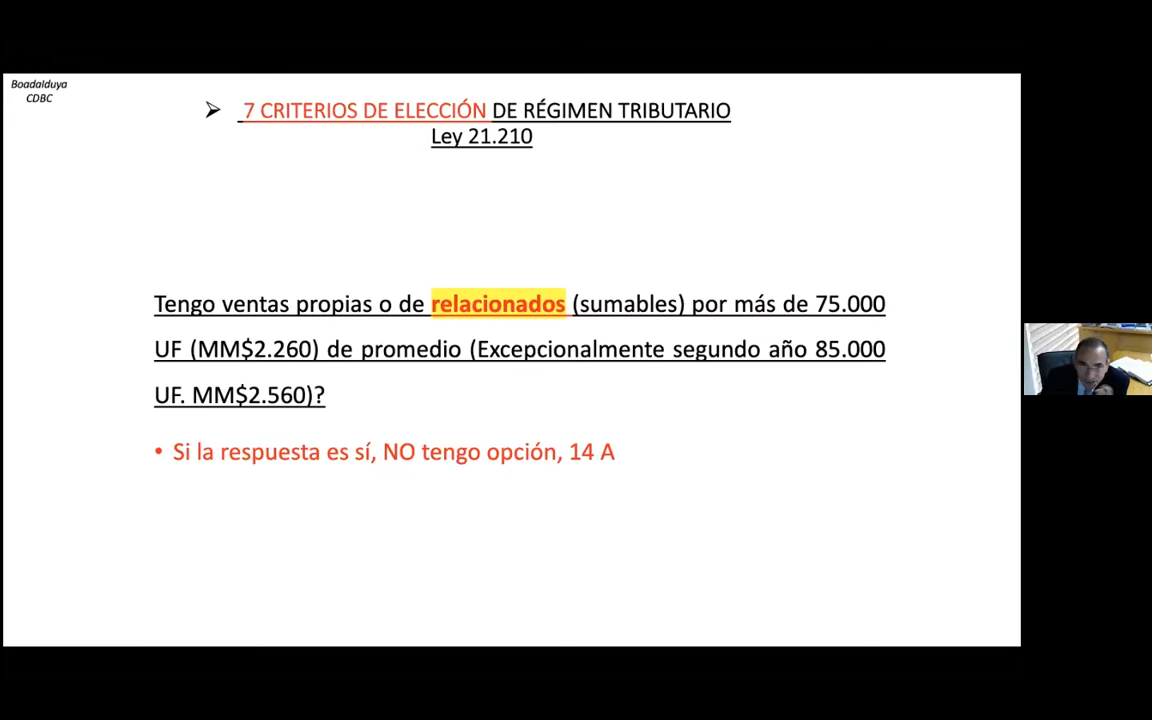 Boadalduya
CDBC
➢ 7 CRITERIOS DE ELECCIÓN DE RÉGIMEN TRIBUTARIO
Ley 21.210
Tengo ventas propias o de relacionados (sumables) por más de 75.000
UF (MM$2.260) de promedio (Excepcionalmente segundo año 85.000
UF. MM$2.560)?
• Si la respuesta es sí, NO tengo opción, 14 A